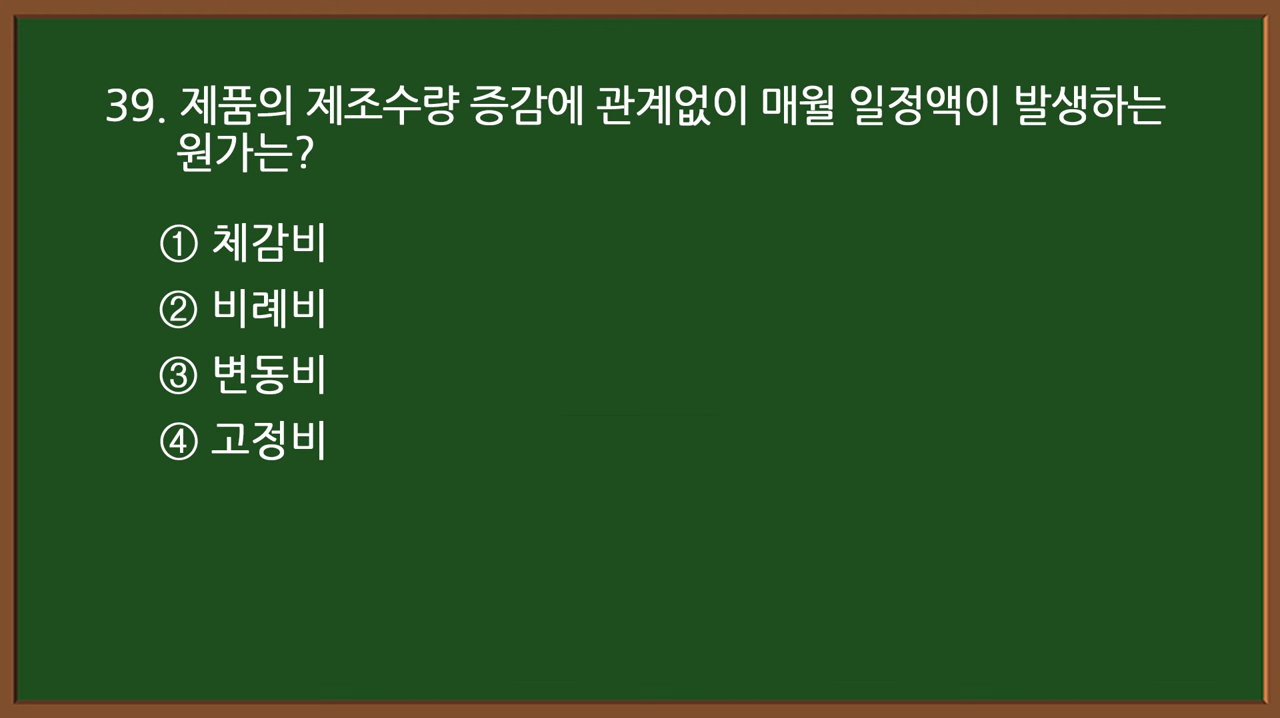 39. 제품의 제조수량 증감에 관계없이 매월 일정액이 발생하는
원가는?
① 체감비
② 비례비
③ 변동비
④ 고정비